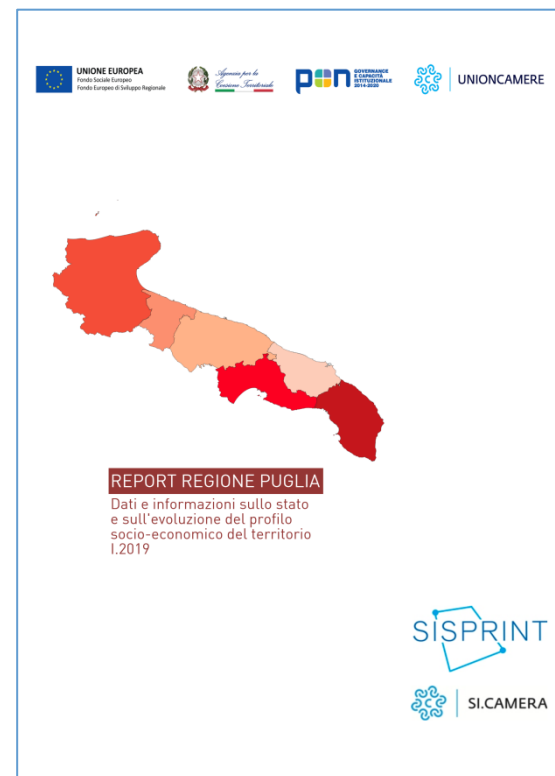 UNIONE EUROPEA
Fondo Sociale Europeo
Fondo Europeo di Sviluppo Regionale
Agenzia per la
Coesione Territoriale
pon GOVERNANCE
E CAPACITÀ
ISTITUZIONALE
2014-2020
UNIONCAMERE
REPORT REGIONE PUGLIA
Dati e informazioni sullo stato
e sull'evoluzione del profilo
socio-economico del territorio
I.2019
SISPRINT
SI.CAMERA